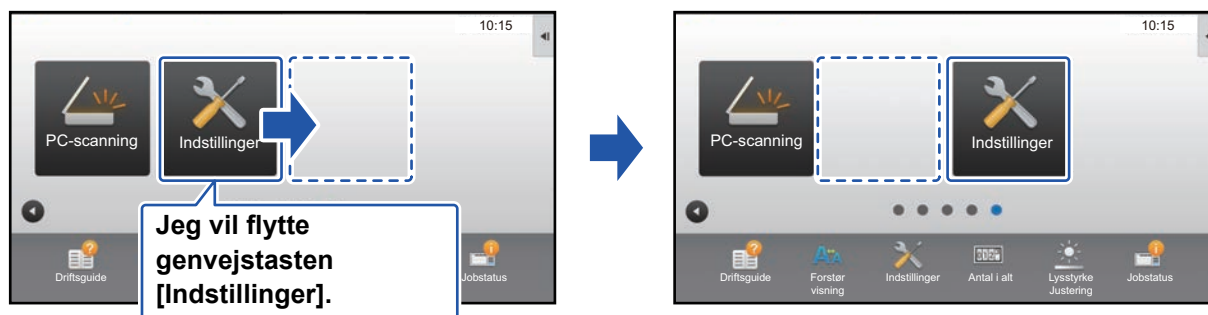 10:15
PC-scanning
Indstillinger
Jeg vil flytte
genvejstasten
[Indstillinger].
Driftsguide
Jobstatus
10:15
PC-scanning
Indstillinger
Driftsguide
Forstør
visning
Indstillinger
Antal i alt
Lysstyrke
Justering
Jobstatus